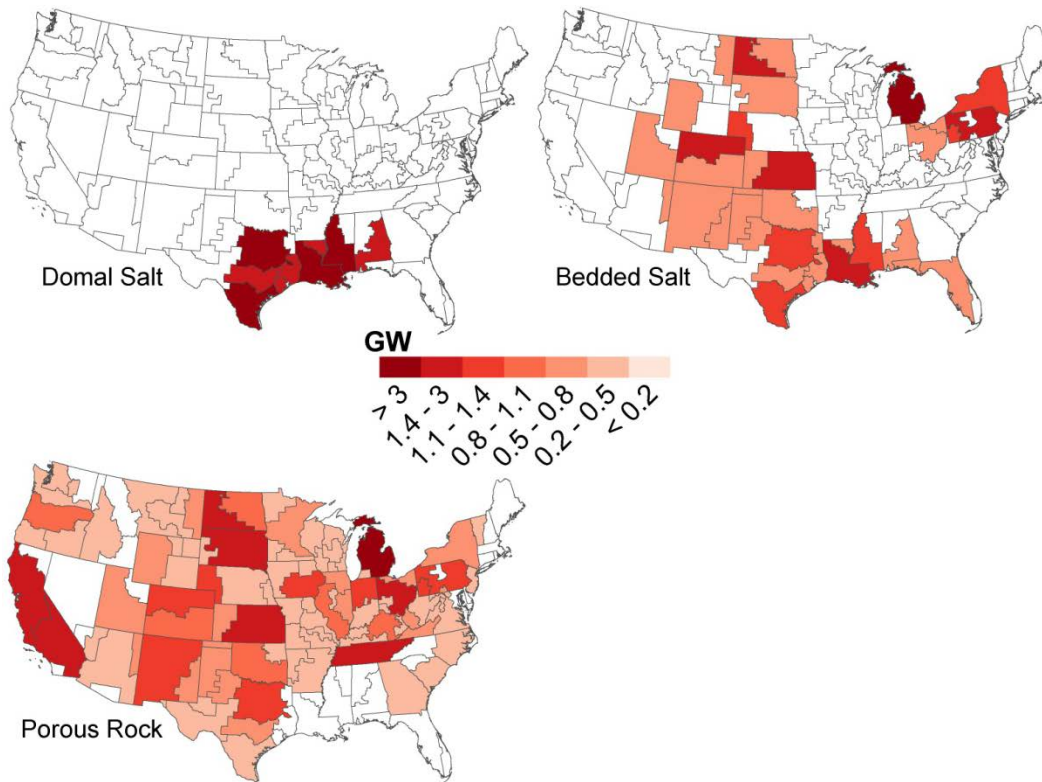 Domal Salt
Bedded Salt
GW
> 3
1.4 - 3
1.1 - 1.4
0.8 - 1.1
0.5 - 0.8
0.2 - 0.5
< 0.2
Porous Rock